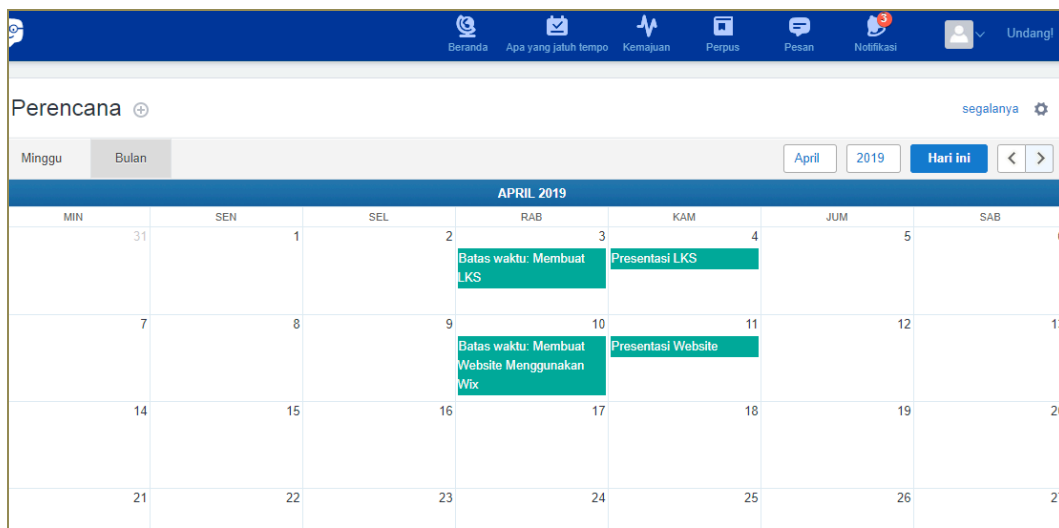 3
Beranda Apa yang jatuh tempo Kemajuan Perpus Pesan Notifikasi Undang!
Perencana segalanya
Minggu Bulan April 2019 Hari ini
APRIL 2019
MIN SEN SEL RAB KAM JUM SAB
31 1 2 3 4 5
Batas waktu: Membuat Presentasi LKS
LKS
7 8 9 10 11 12
Batas waktu: Membuat Presentasi Website
Website Menggunakan
Wix
14 15 16 17 18 19
21 22 23 24 25 26